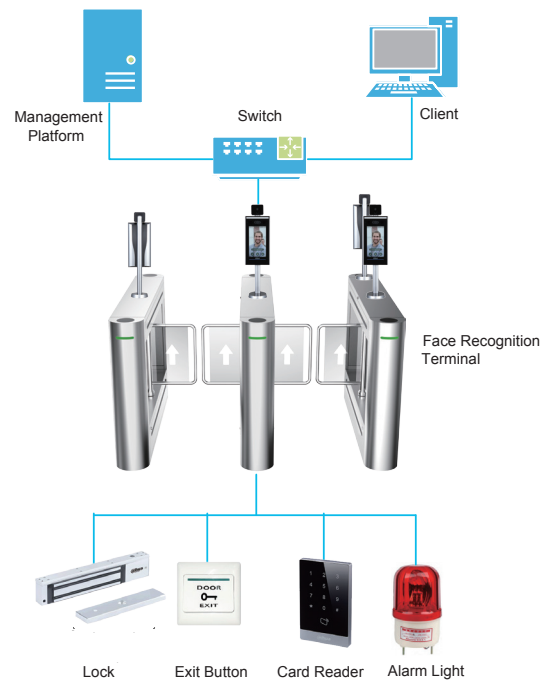 Management
Platform
Switch
Client
Face Recognition
Terminal
DOOR
EXIT
Lock
Exit Button
Card Reader
Alarm Light